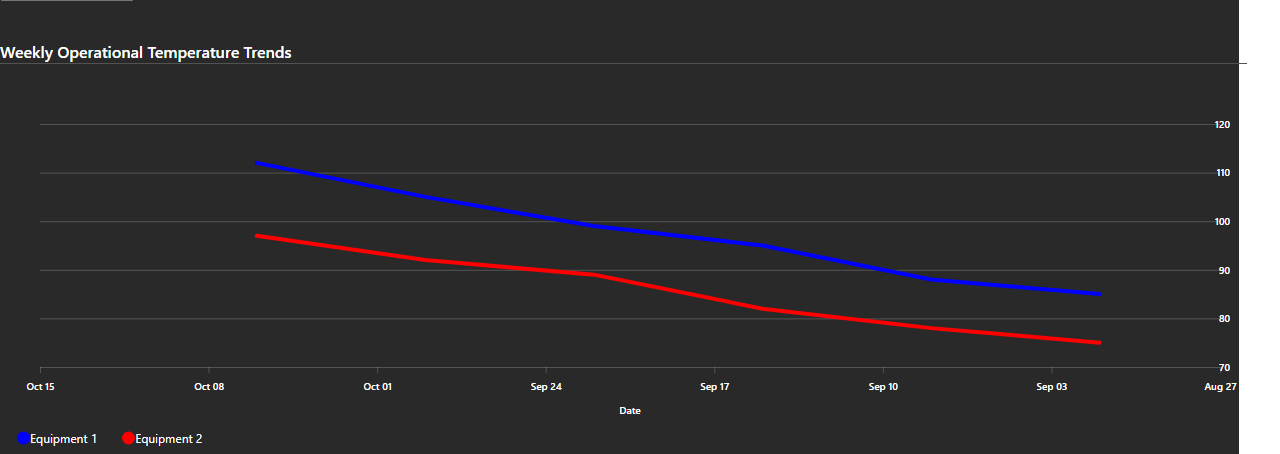 Weekly Operational Temperature Trends
120
110
100
90
80
70
Oct 15 Oct 08 Oct 01 Sep 24 Sep 17 Sep 10 Sep 03 Aug 27
Date
Equipment 1 Equipment 2